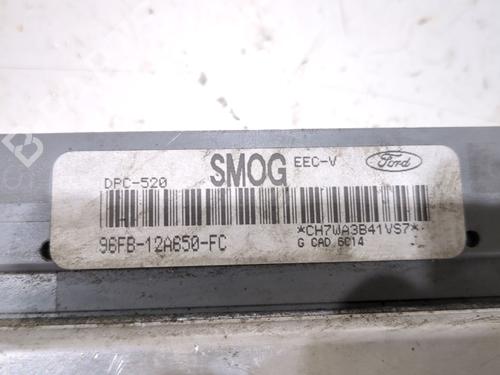 DPC-520 SMOG EEC-V Ford
96FB-12A650-FC *CH7WA3B41VS7*
G CAD 6C14